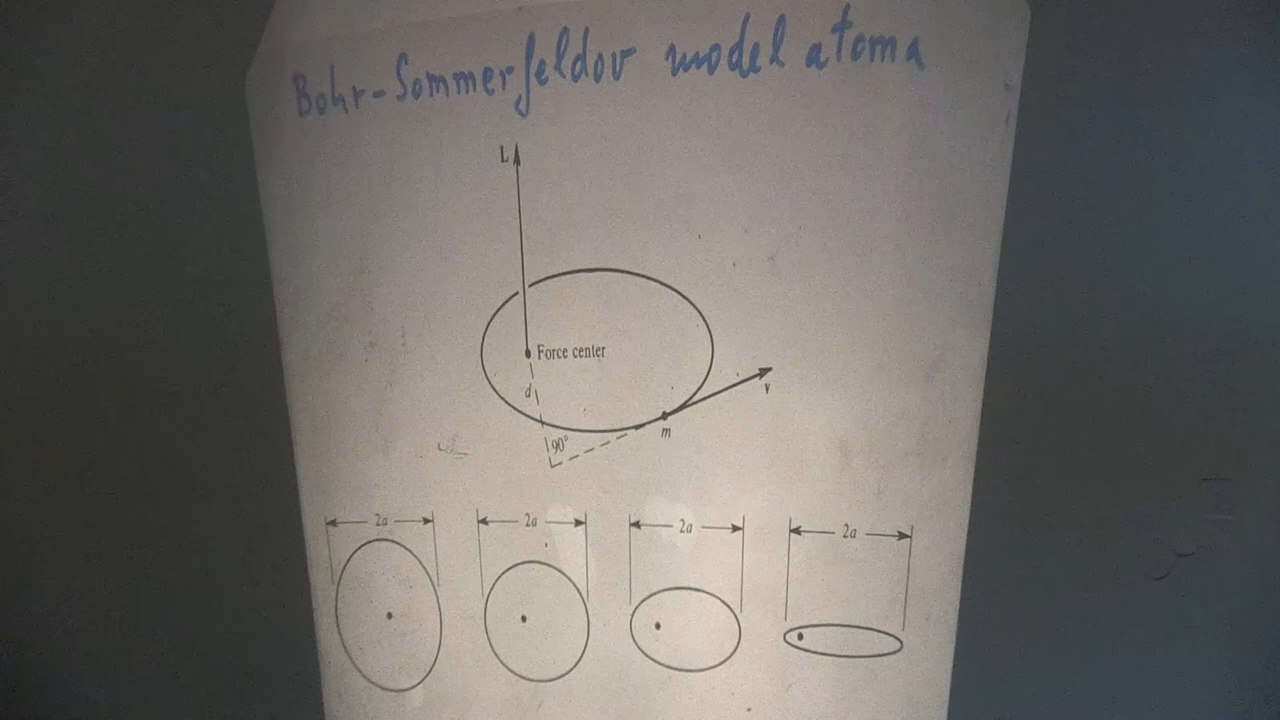 Bohr-Sommerfeldov model atoma
L
Force center
d
v
90°
m
2a 2a 2a 2a